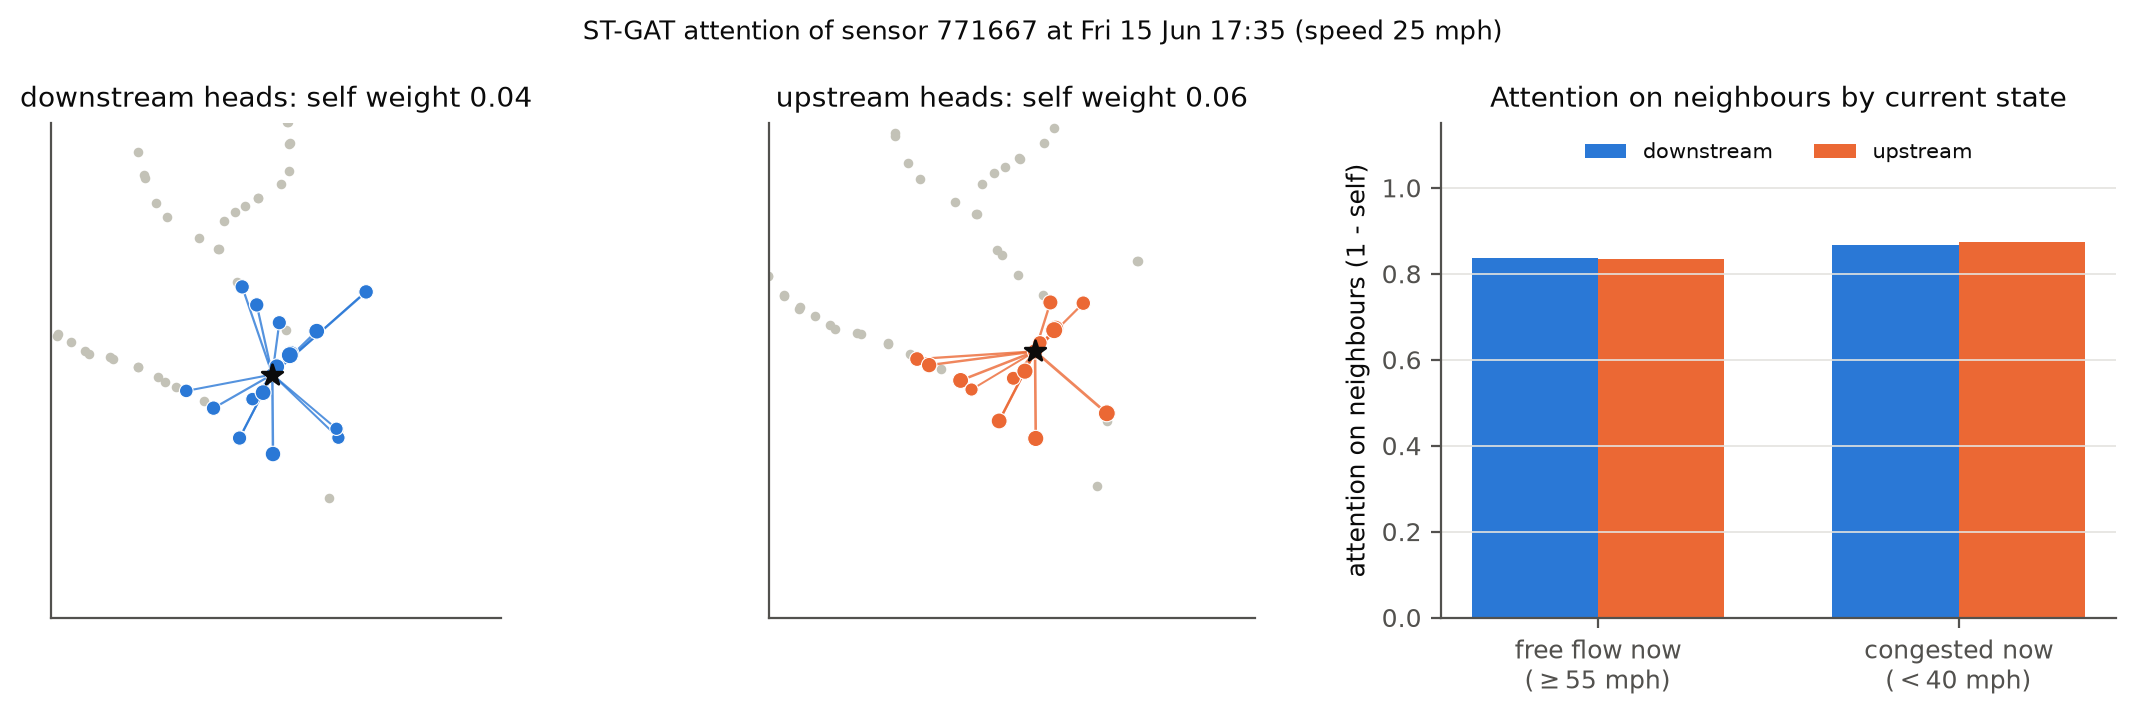 ST-GAT attention of sensor 771667 at Fri 15 Jun 17:35 (speed 25 mph)
downstream heads: self weight 0.04
upstream heads: self weight 0.06
Attention on neighbours by current state
downstream
upstream
attention on neighbours (1 - self)
1.0
0.8
0.6
0.4
0.2
0.0
free flow now
(≥55 mph)
congested now
(<40 mph)